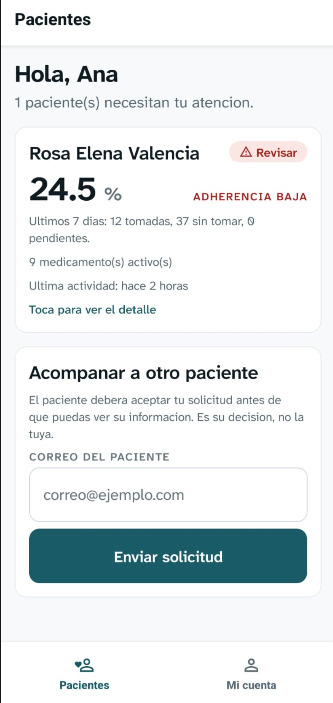 Pacientes
Hola, Ana
1 paciente(s) necesitan tu atencion.
Rosa Elena Valencia
Revisar
24.5 %
ADHERENCIA BAJA
Ultimos 7 dias: 12 tomadas, 37 sin tomar, 0
pendientes.
9 medicamento(s) activo(s)
Ultima actividad: hace 2 horas
Toca para ver el detalle
Acompanar a otro paciente
El paciente debera aceptar tu solicitud antes de
que puedas ver su informacion. Es su decision, no la
tuya.
CORREO DEL PACIENTE
correo@ejemplo.com
Enviar solicitud
Pacientes
Mi cuenta